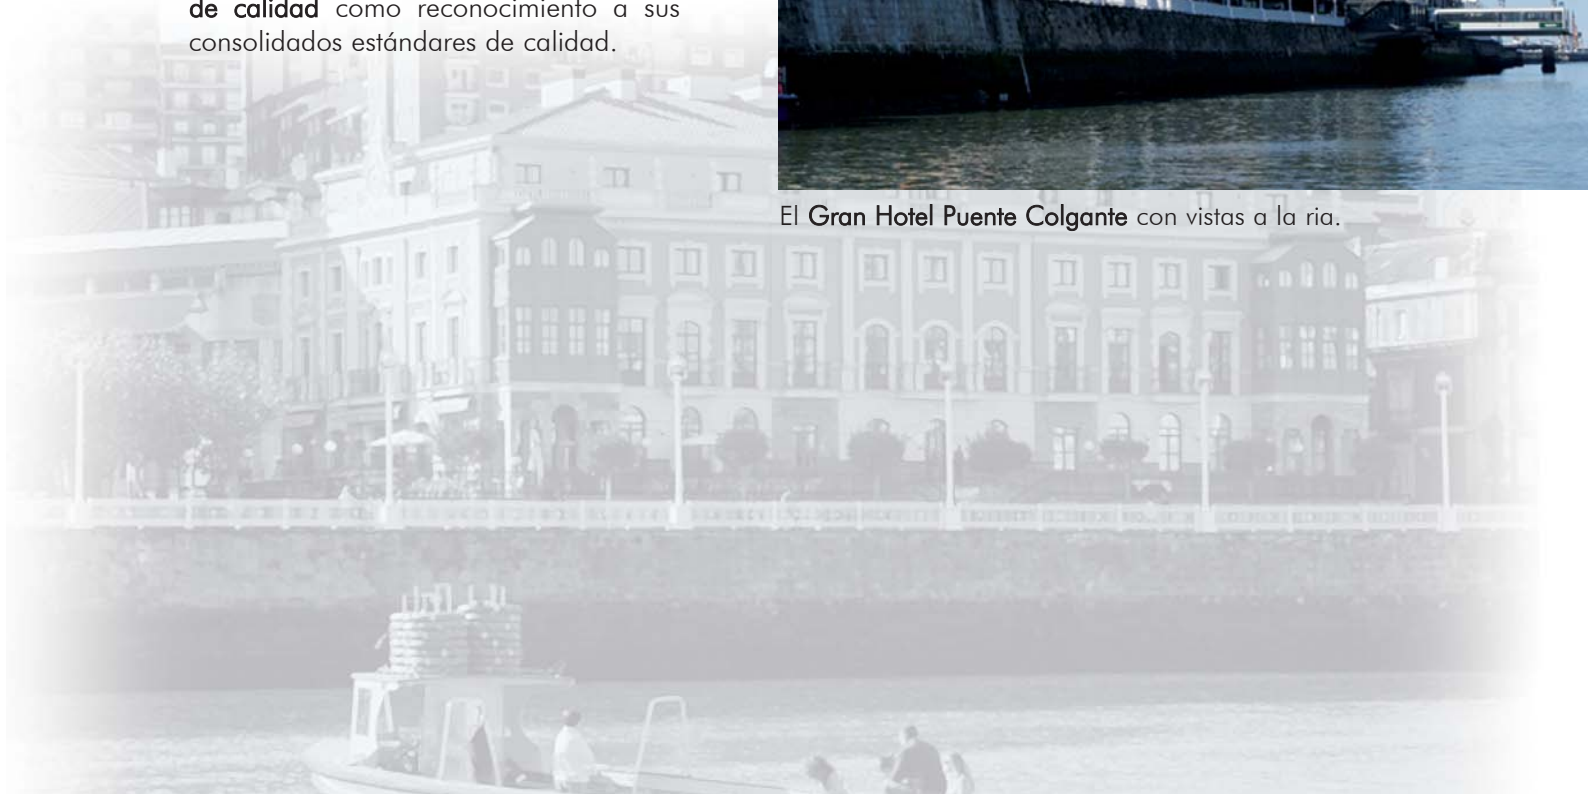 de calidad como reconocimiento a sus
consolidados estándares de calidad.
El Gran Hotel Puente Colgante con vistas a la ria.